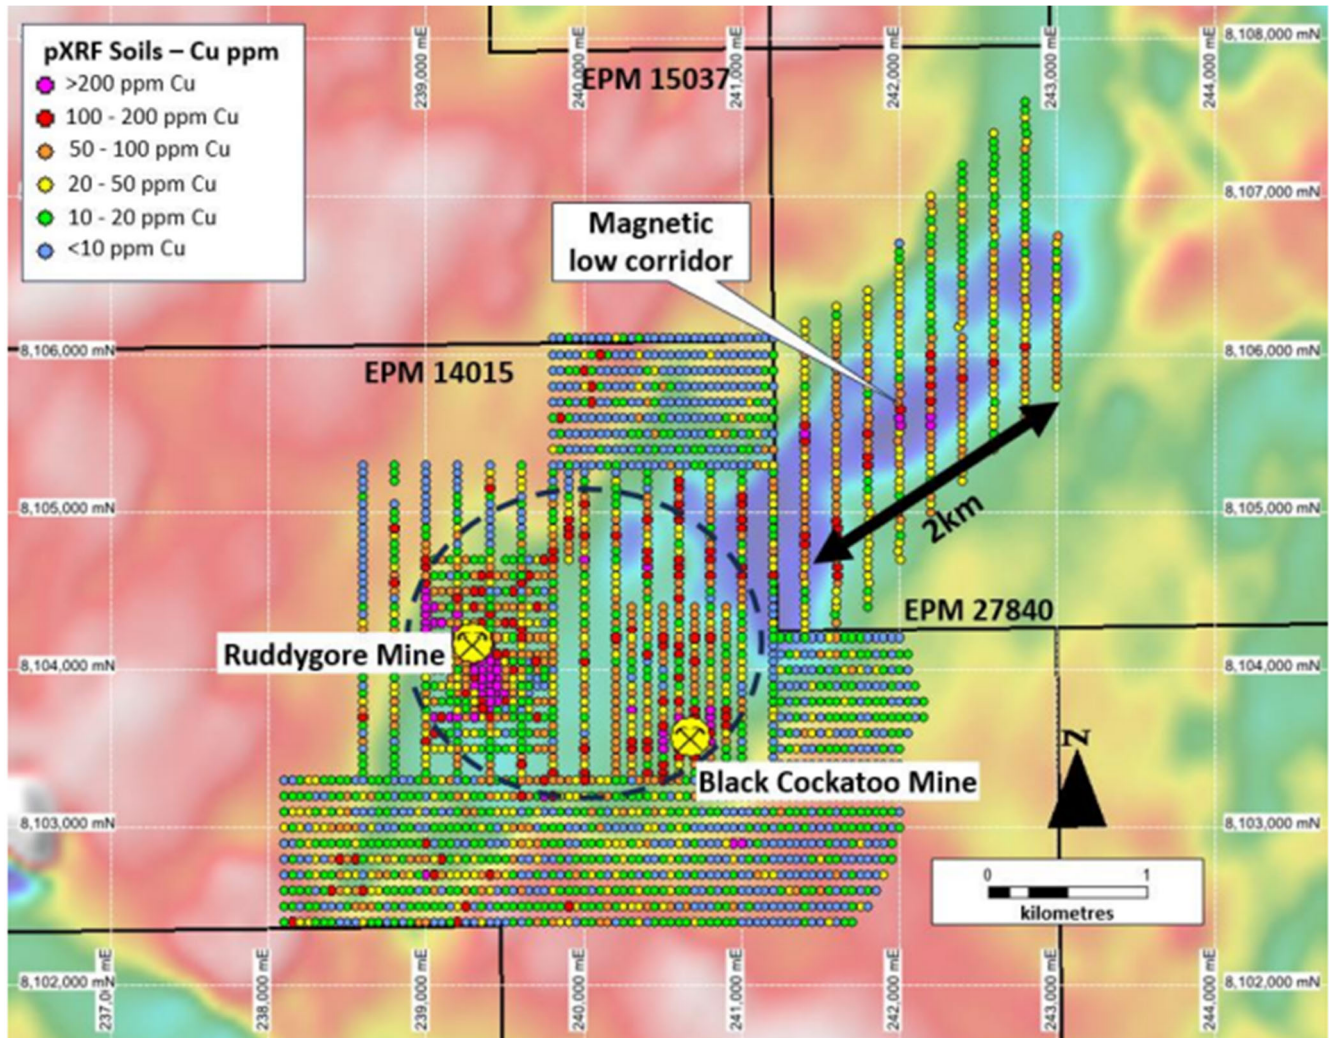 pXRF Soils – Cu ppm
>200 ppm Cu
100 - 200 ppm Cu
50 - 100 ppm Cu
20 - 50 ppm Cu
10 - 20 ppm Cu
<10 ppm Cu
239,000 mE
240,000 mE
241,000 mE
242,000 mE
243,000 mE
244,000 mE
8,108,000 mN
EPM 15037
8,107,000 mN
Magnetic
low corridor
8,106,000 mN
8,106,000 mN
EPM 14015
8,105,000 mN
8,105,000 mN
2km
EPM 27840
Ruddygore Mine
8,104,000 mN
8,104,000 mN
N
Black Cockatoo Mine
8,103,000 mN
8,103,000 mN
0 1
kilometres
8,102,000 mN
8,102,000 mN
238,000 mE
239,000 mE
240,000 mE
241,000 mE
242,000 mE
243,000 mE
244,000 mE